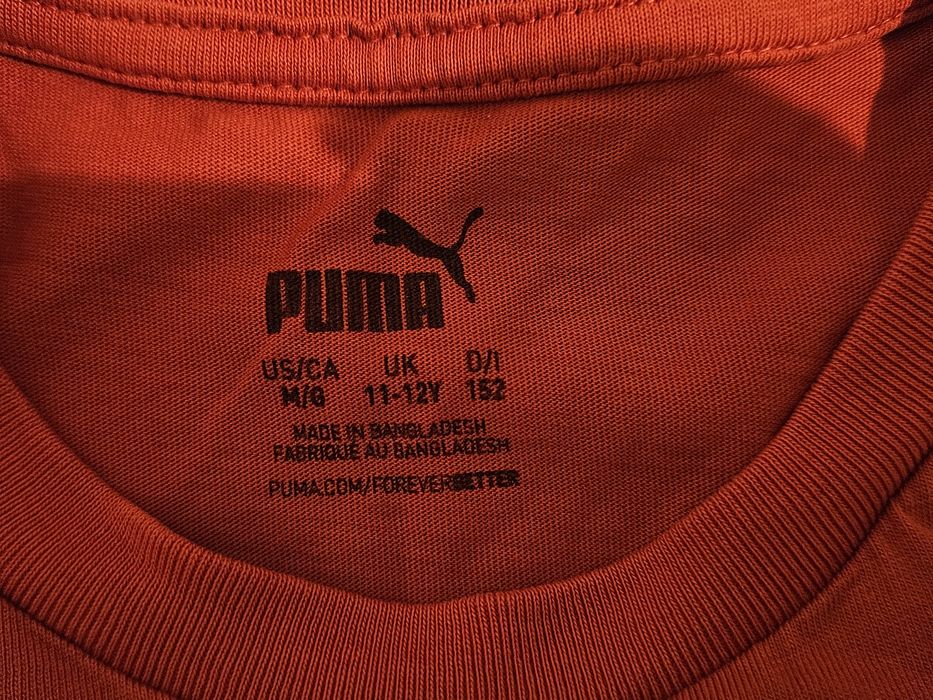 PUMA
US/CA UK D/I
M/G 11-12Y 152
MADE IN BANGLADESH
FABRIQUE AU BANGLADESH
PUMA.COM/FOREVERBETTER